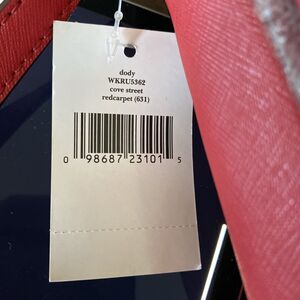 dody
WKRU5362
cove street
redcarpet (631)
0 98687 23101 5